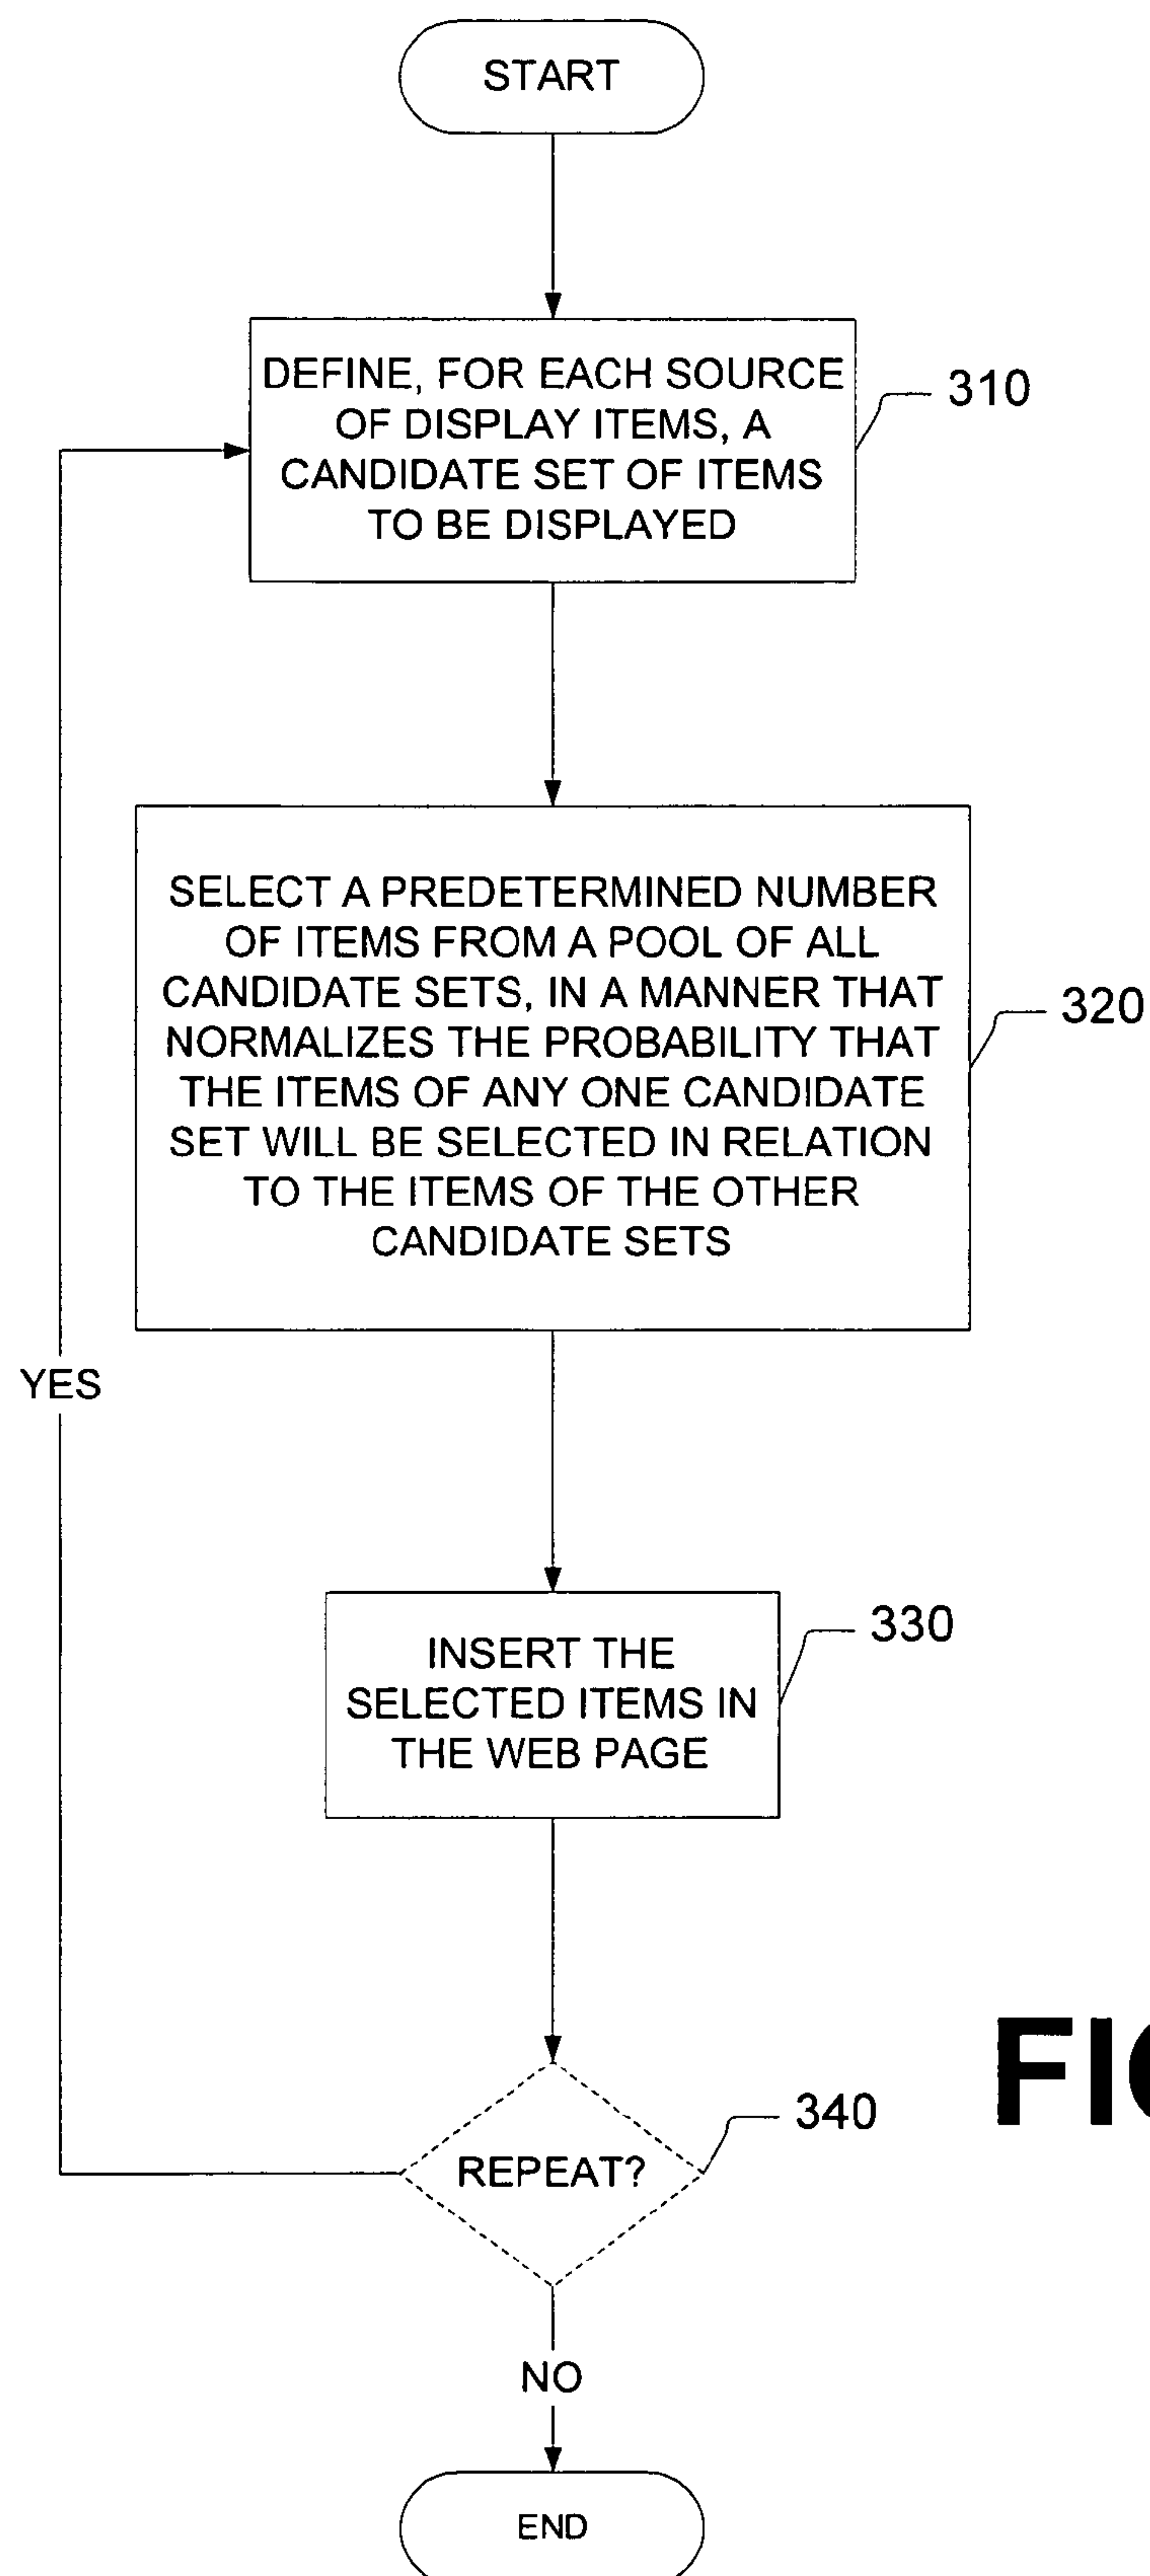 START
DEFINE, FOR EACH SOURCE
OF DISPLAY ITEMS, A
CANDIDATE SET OF ITEMS
TO BE DISPLAYED
310
SELECT A PREDETERMINED NUMBER
OF ITEMS FROM A POOL OF ALL
CANDIDATE SETS, IN A MANNER THAT
NORMALIZES THE PROBABILITY THAT
THE ITEMS OF ANY ONE CANDIDATE
SET WILL BE SELECTED IN RELATION
TO THE ITEMS OF THE OTHER
CANDIDATE SETS
320
YES
INSERT THE
SELECTED ITEMS IN
THE WEB PAGE
330
REPEAT?
340
NO
END